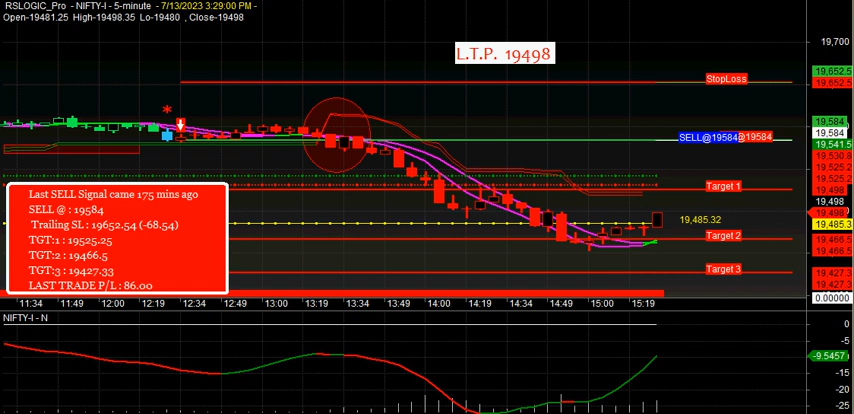 RSLOGIC_Pro - NIFTY-I - 5-minute - 7/13/2023 3:29:00 PM -
Open-19481.25 High-19498.35 Lo-19480 , Close-19498
L.T.P. 19498
19,700
StopLoss
19,652.5
19,652.5
*
19,584
SELL@19584
@19584
19,584
19,541.5
19,530.8
19,525.2
19,525.2
Target 1
19,498
19,498
19,498
19,485.32
19,485.3
Target 2
19,466.5
19,466.5
Target 3
19,427.3
19,427.3
0.00000
Last SELL Signal came 175 mins ago
SELL @ : 19584
Trailing SL : 19652.54 (-68.54)
TGT:1 : 19525.25
TGT:2 : 19466.5
TGT:3 : 19427.33
LAST TRADE P/L : 86.00
11:34 11:49 12:04 12:19 12:34 12:49 13:04 13:19 13:34 13:49 14:00 14:14 14:29 14:44 15:00 15:19
NIFTY-I - N
0
-5
-9.5457
-15
-20
-25